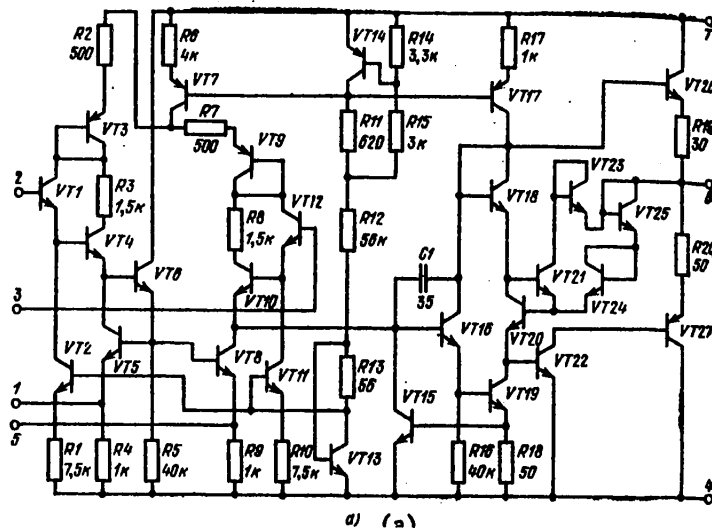 R2
500
R6
4к
VT14
R14
3,3к
R17
1к
7
VT7
VT17
VT26
VT3
R7
500
VT9
R11
620
R15
3к
R19
30
VT23
2
VT1
R3
1,5к
VT12
VT18
6
R8
1,5к
R12
56к
VT25
VT4
C1
35
R20
50
VT6
VT21
VT10
VT24
3
VT16
VT20
VT27
VT2
VT8
VT22
R13
56
VT5
VT11
VT15
VT19
1
5
R1
7,5к
R4
1к
R5
40к
R9
1к
R10
7,5к
VT13
R16
40к
R18
50
4
а) (а)